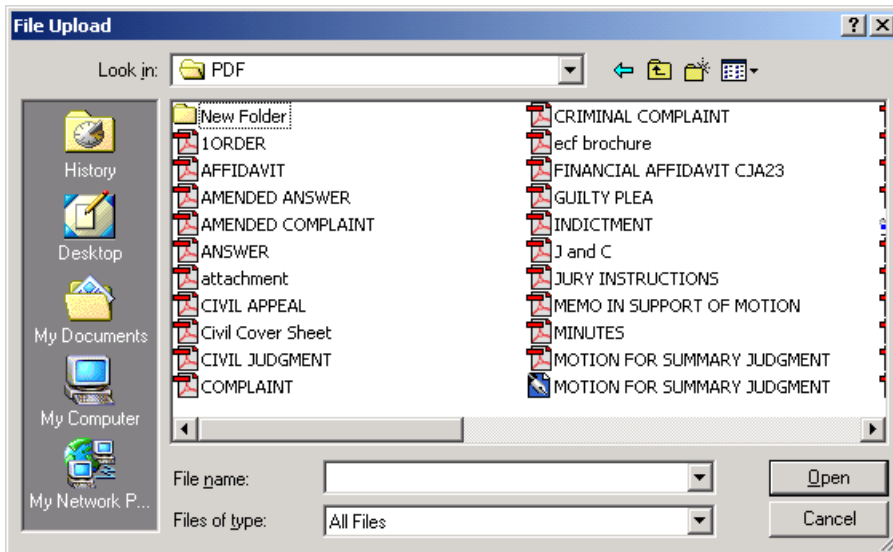 File Upload
Look in:
PDF
History
Desktop
My Documents
My Computer
My Network P...
New Folder
1ORDER
AFFIDAVIT
AMENDED ANSWER
AMENDED COMPLAINT
ANSWER
attachment
CIVIL APPEAL
Civil Cover Sheet
CIVIL JUDGMENT
COMPLAINT
CRIMINAL COMPLAINT
ecf brochure
FINANCIAL AFFIDAVIT CJA23
GUILTY PLEA
INDICTMENT
J and C
JURY INSTRUCTIONS
MEMO IN SUPPORT OF MOTION
MINUTES
MOTION FOR SUMMARY JUDGMENT
MOTION FOR SUMMARY JUDGMENT
File name:
Open
Files of type:
All Files
Cancel